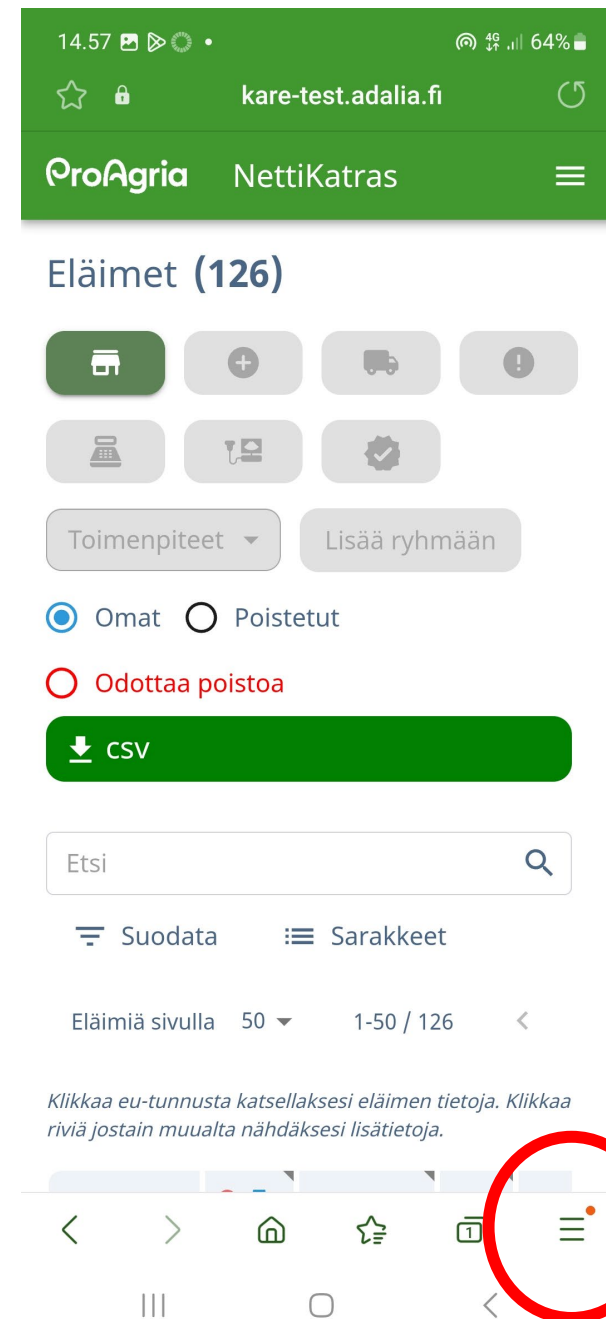 14.57
4G 64%
kare-test.adalia.fi
ProAgria NettiKatras
Eläimet (126)
Toimenpiteet Lisää ryhmään
Omat Poistetut
Odottaa poistoa
CSV
Etsi
Suodata Sarakkeet
Eläimiä sivulla 50 1-50 / 126
Klikkaa eu-tunnusta katsellaksesi eläimen tietoja. Klikkaa
riviä jostain muualta nähdäksesi lisätietoja.
1